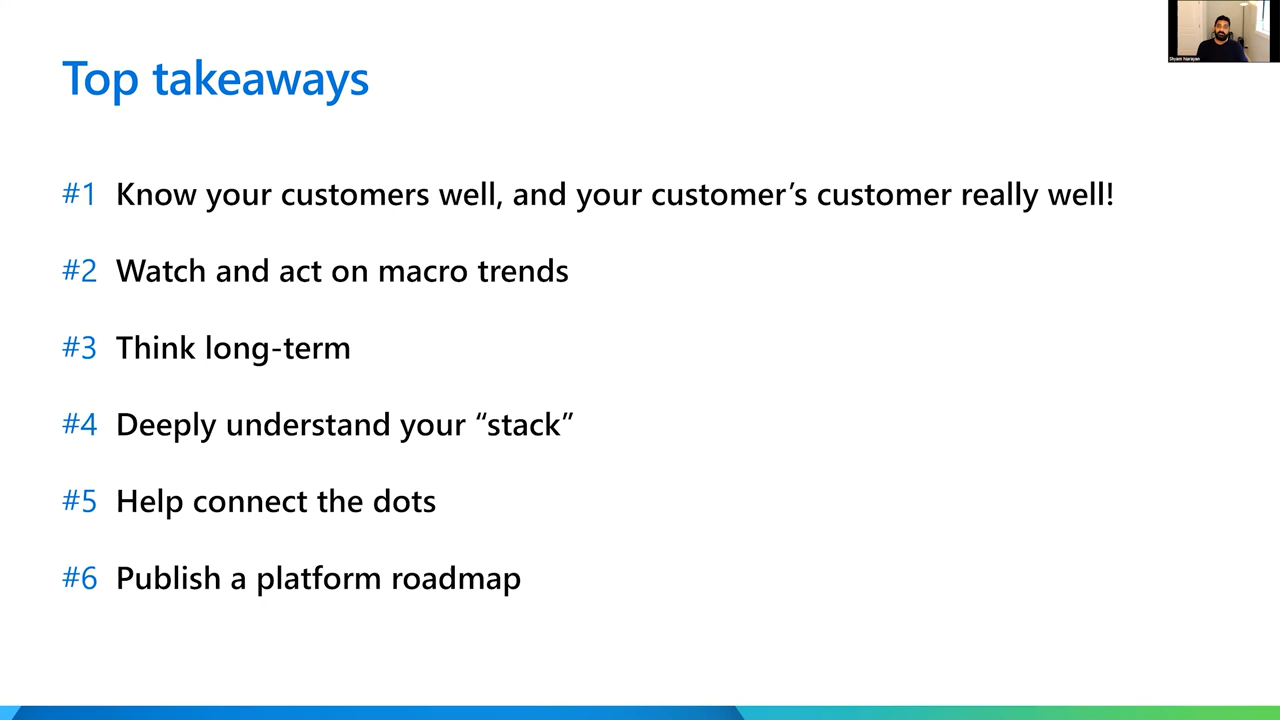 Top takeaways
#1 Know your customers well, and your customer’s customer really well!
#2 Watch and act on macro trends
#3 Think long-term
#4 Deeply understand your “stack”
#5 Help connect the dots
#6 Publish a platform roadmap
Shyam Narayan